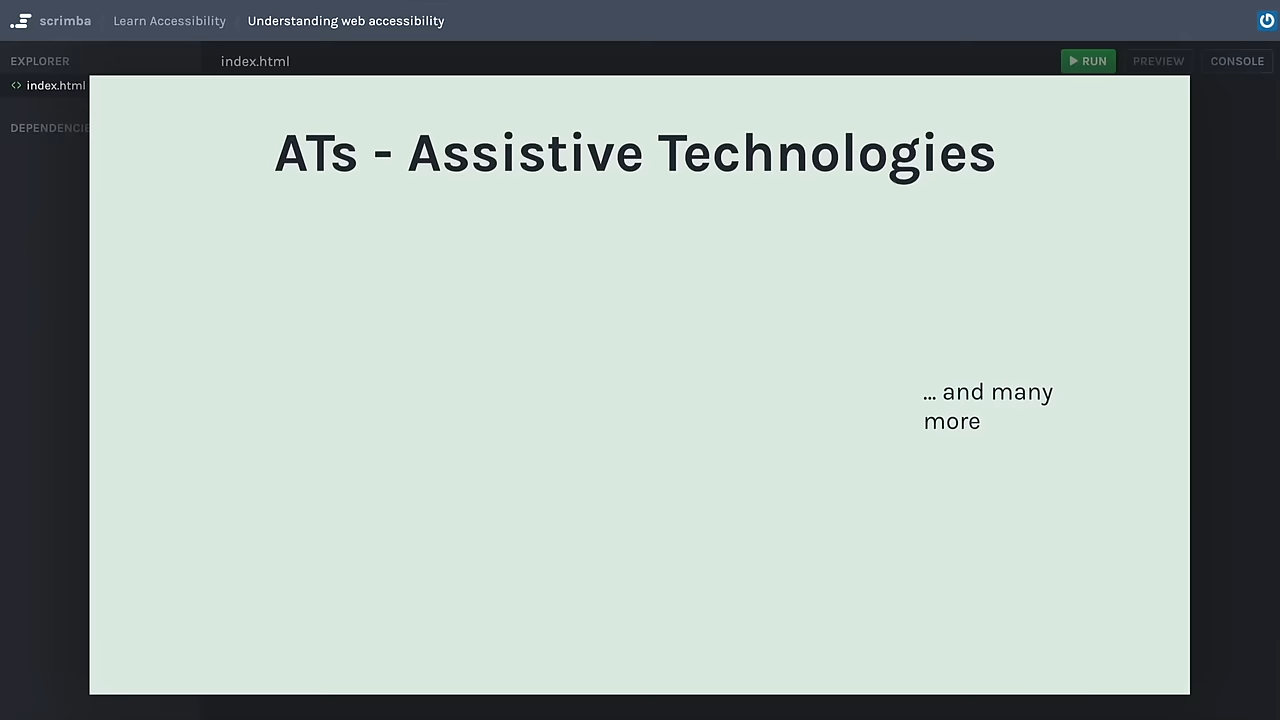 scrimba Learn Accessibility Understanding web accessibility
EXPLORER
index.html
RUN PREVIEW CONSOLE
index.html
ATs - Assistive Technologies
... and many
more